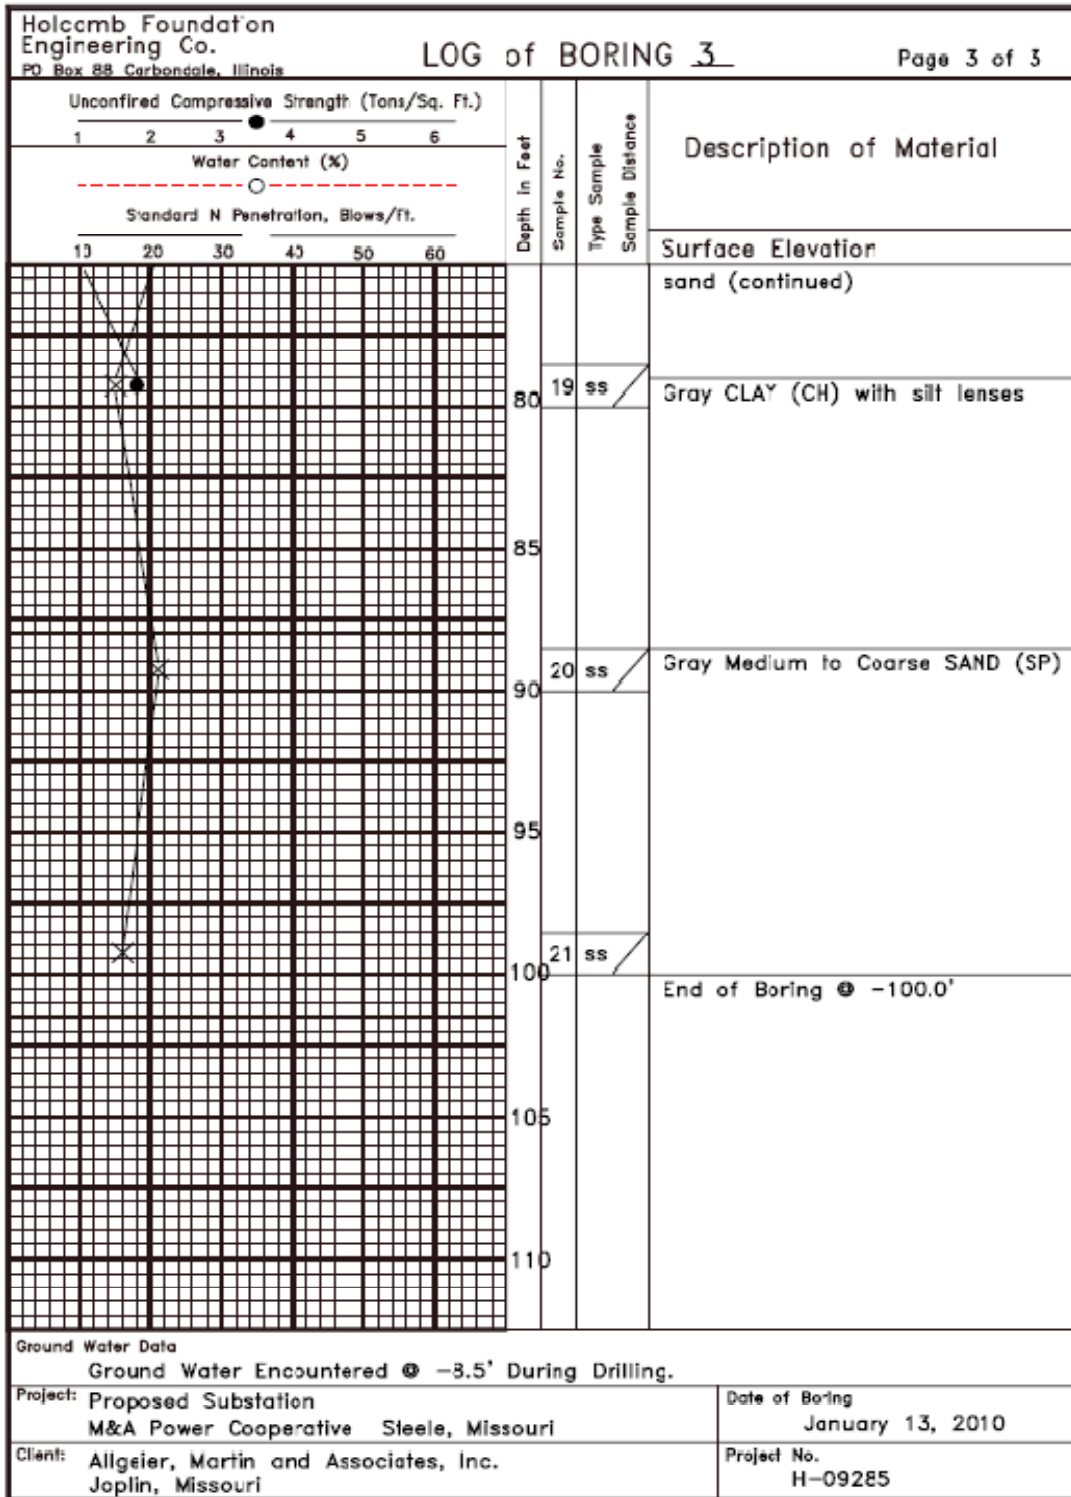 Holcomb Foundation
Engineering Co.
PO Box 88 Carbondale, Illinois
LOG of BORING 3
Page 3 of 3
Unconfined Compressive Strength (Tons/Sq. Ft.)
1 2 3 4 5 6
Water Content (%)
Standard N Penetration, Blows/Ft.
10 20 30 40 50 60
Depth in Feet
Sample No.
Type Sample
Sample Distance
Description of Material
Surface Elevation
sand (continued)
80
19 ss
Gray CLAY (CH) with silt lenses
85
20 ss
Gray Medium to Coarse SAND (SP)
90
95
21 ss
100
End of Boring @ -100.0'
105
110
Ground Water Data
Ground Water Encountered @ -8.5' During Drilling.
Project: Proposed Substation
M&A Power Cooperative Steele, Missouri
Date of Boring
January 13, 2010
Client: Allgeier, Martin and Associates, Inc.
Joplin, Missouri
Project No.
H-09285